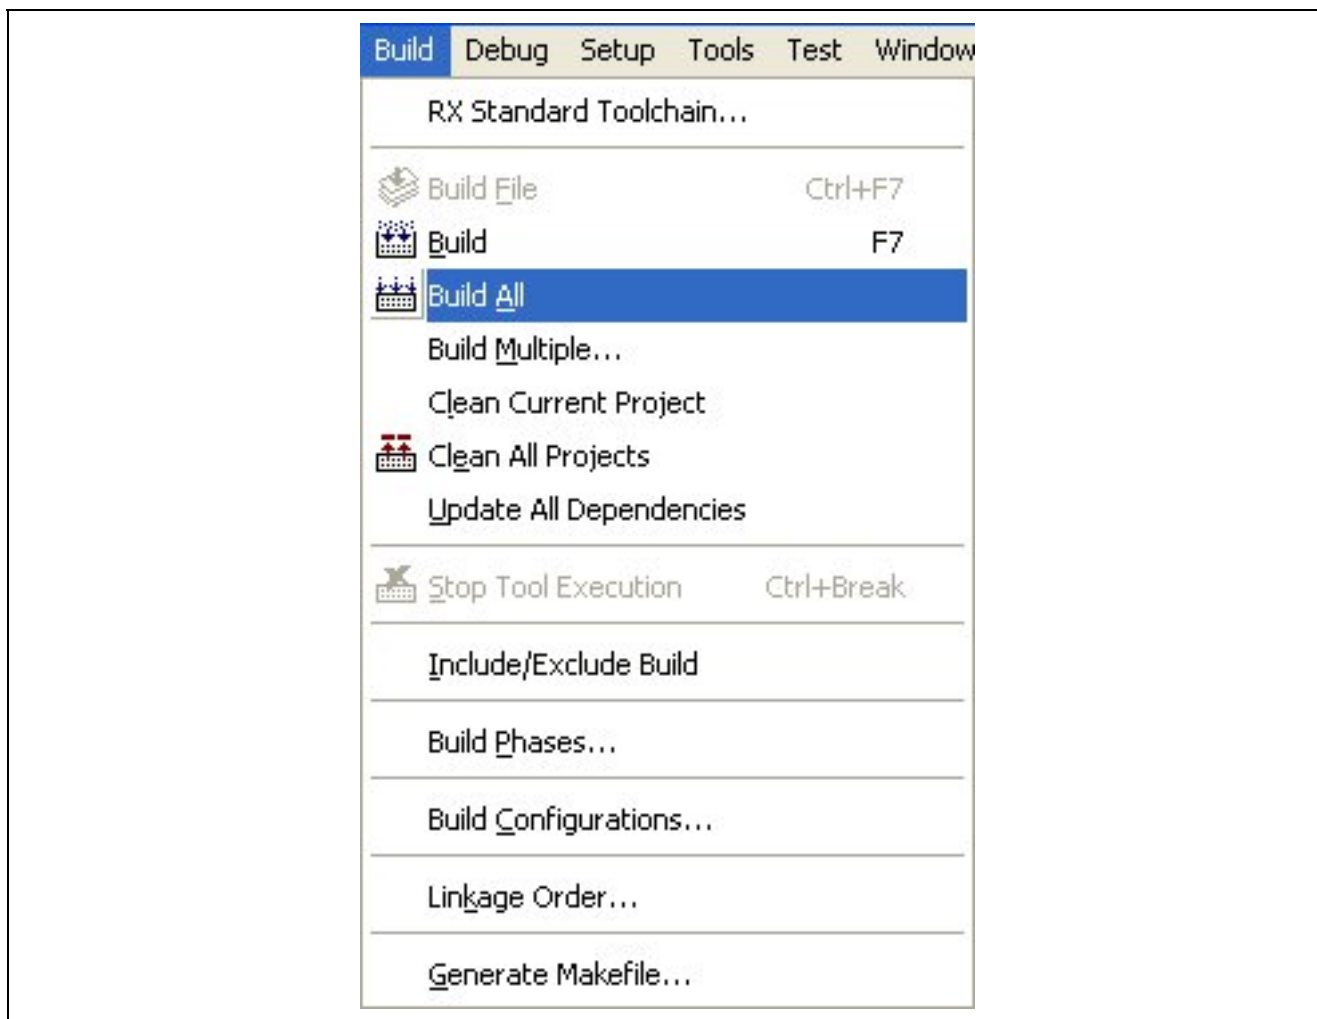 Build Debug Setup Tools Test Window
RX Standard Toolchain...
Build File Ctrl+F7
Build F7
Build All
Build Multiple...
Clean Current Project
Clean All Projects
Update All Dependencies
Stop Tool Execution Ctrl+Break
Include/Exclude Build
Build Phases...
Build Configurations...
Linkage Order...
Generate Makefile...